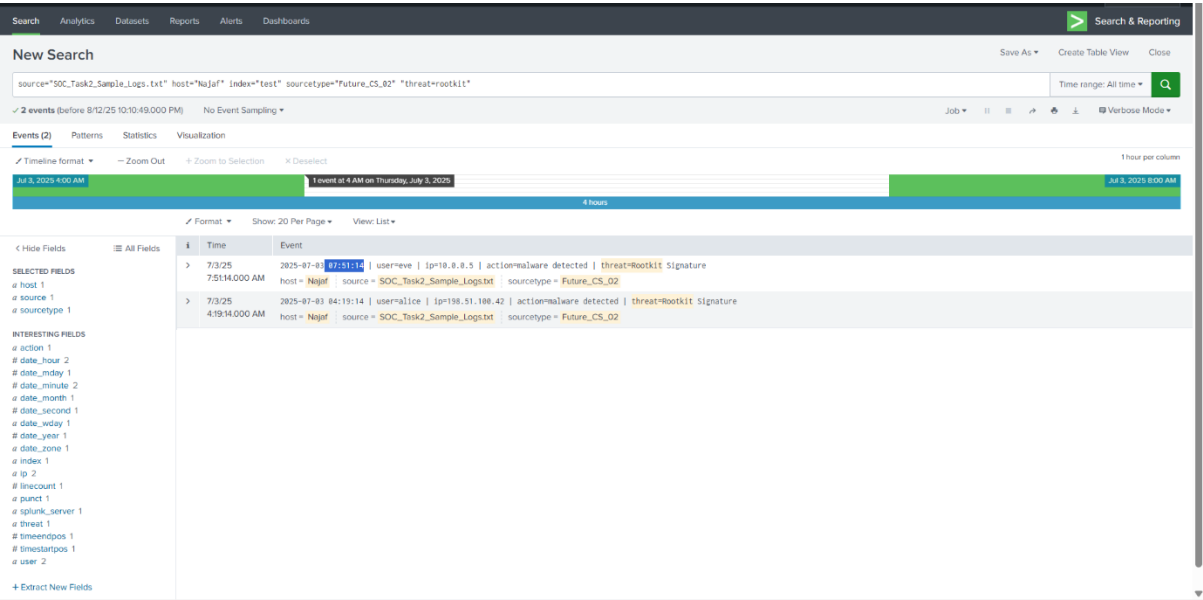 Search Analytics Datasets Reports Alerts Dashboards Search & Reporting
New Search Save As Create Table View Close
source="SOC_Task2_Sample_Logs.txt" host="Najaf" index="test" sourcetype="Future_CS_02" "threat=rootkit" Time range: All time
2 events (before 8/12/25 10:10:49.000 PM) No Event Sampling Job Verbose Mode
Events (2) Patterns Statistics Visualization
Timeline format — Zoom Out + Zoom to Selection × Deselect 1 hour per column
Jul 3, 2025 4:00 AM 1 event at 4 AM on Thursday, July 3, 2025 Jul 3, 2025 8:00 AM
4 hours
Format Show: 20 Per Page View: List
< Hide Fields All Fields i Time Event
SELECTED FIELDS
a host 1
a source 1
a sourcetype 1
INTERESTING FIELDS
a action 1
# date_hour 2
# date_mday 1
# date_minute 2
a date_month 1
# date_second 1
a date_wday 1
# date_year 1
a date_zone 1
a index 1
a ip 2
# linecount 1
a punct 1
a splunk_server 1
a threat 1
# timeendpos 1
# timestartpos 1
a user 2
+ Extract New Fields
> 7/3/25 2025-07-03 07:51:14 | user=eve | ip=10.0.0.5 | action=malware detected | threat=Rootkit Signature
7:51:14.000 AM host = Najaf source = SOC_Task2_Sample_Logs.txt sourcetype = Future_CS_02
> 7/3/25 2025-07-03 04:19:14 | user=alice | ip=198.51.100.42 | action=malware detected | threat=Rootkit Signature
4:19:14.000 AM host = Najaf source = SOC_Task2_Sample_Logs.txt sourcetype = Future_CS_02